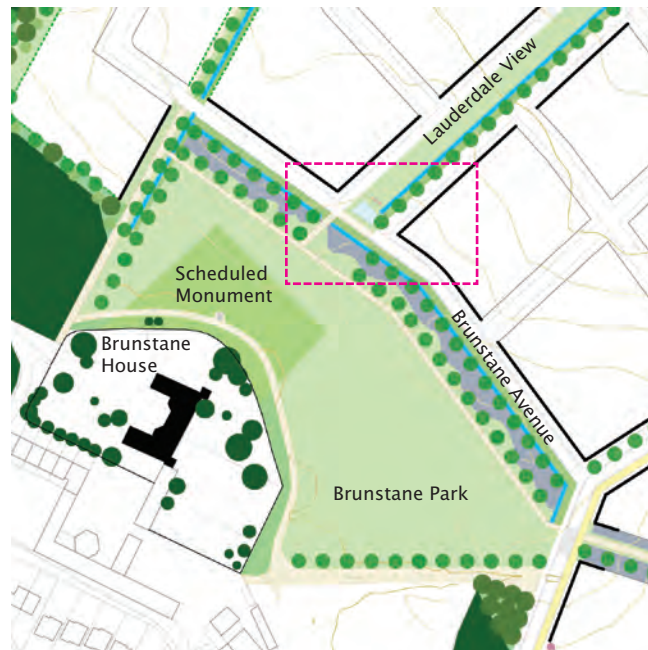 Lauderdale View
Scheduled
Monument
Brunstane
House
Brunstane Avenue
Brunstane Park